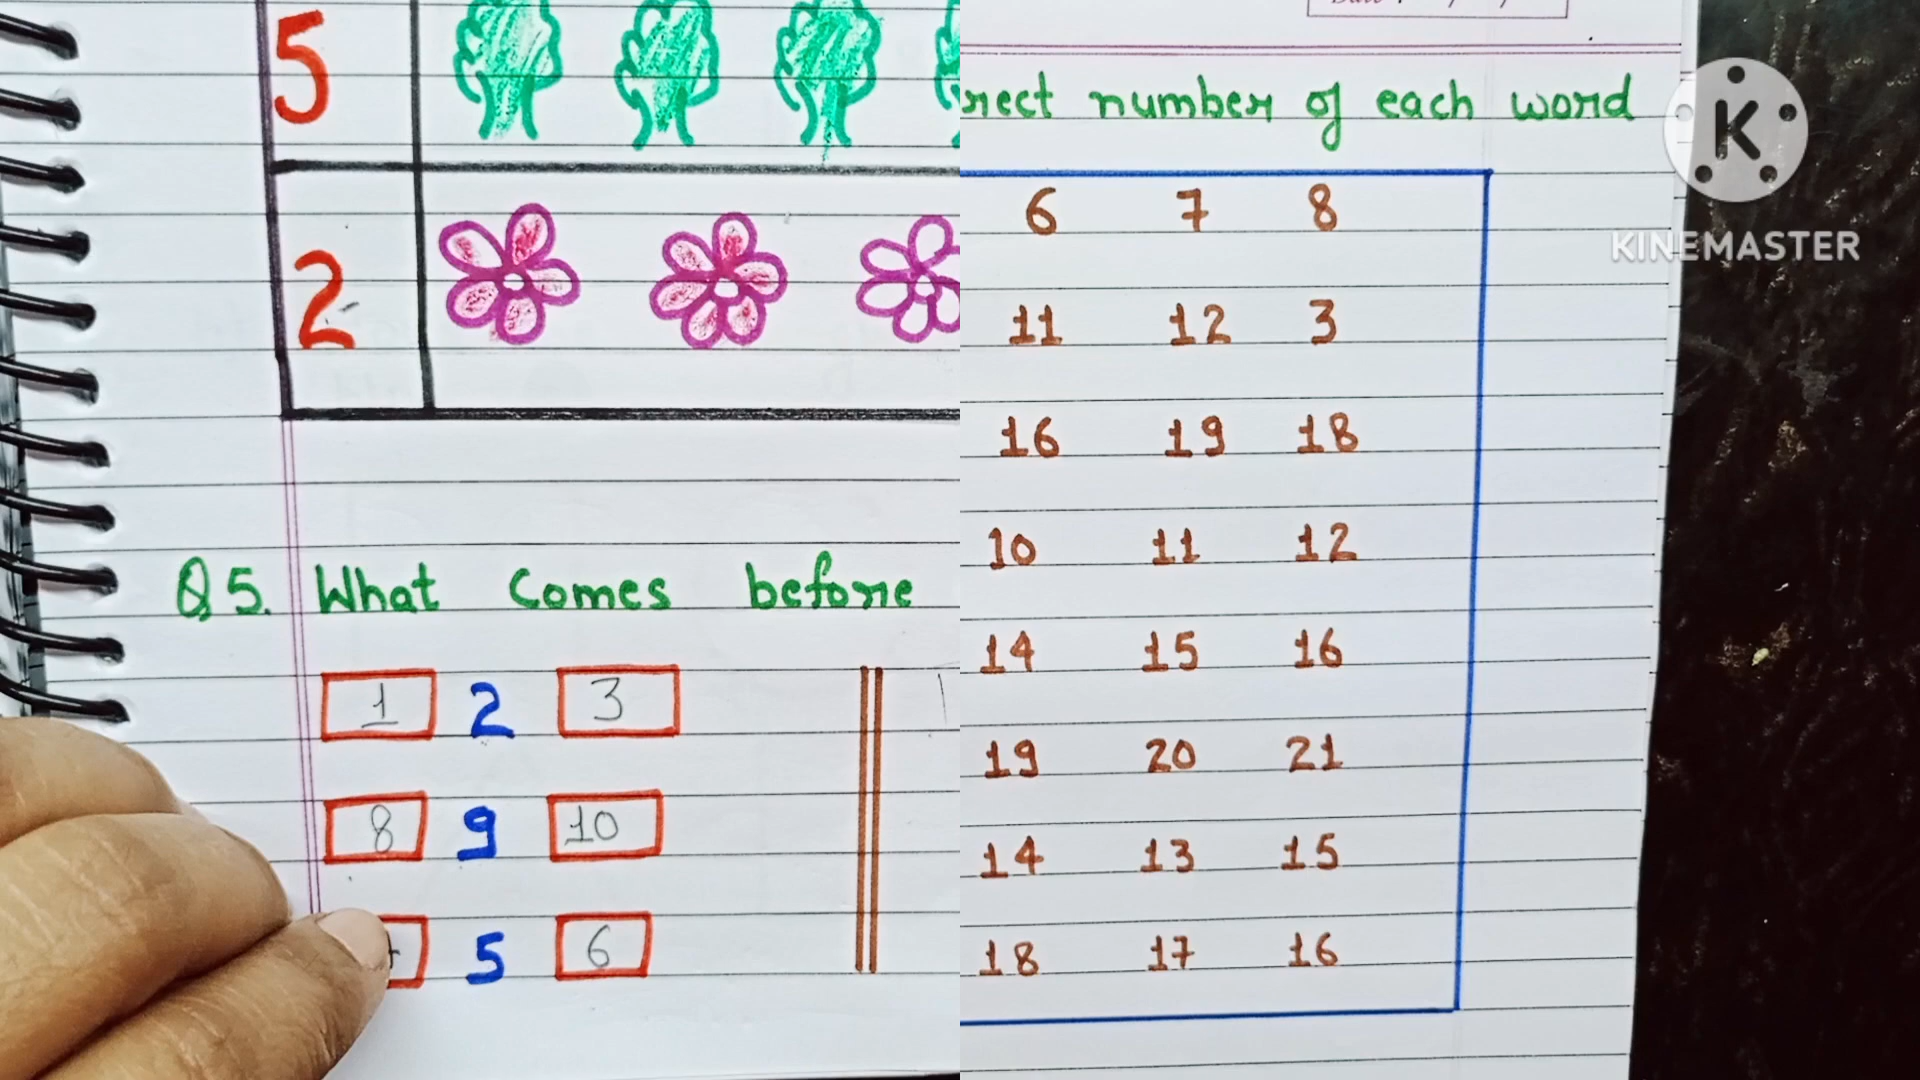 5
2
Q5. What Comes before
1 2 3
8 9 10
5 6
number of each word
6 7 8
11 12 3
16 19 18
10 11 12
14 15 16
19 20 21
14 13 15
18 17 16
K
KINEMASTER